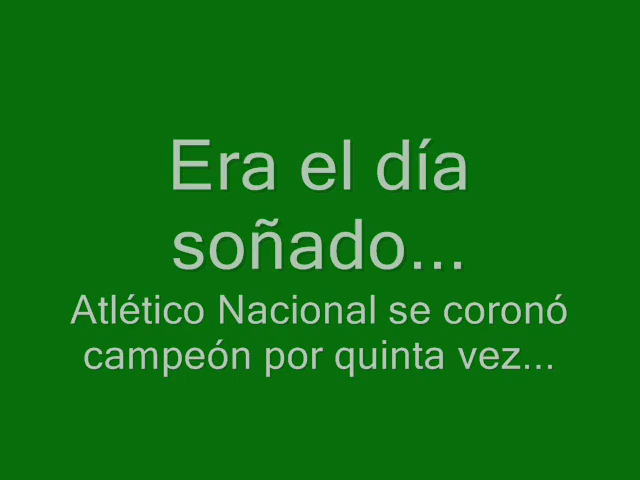 Era el día
soñado...
Atlético Nacional se coronó
campeón por quinta vez...